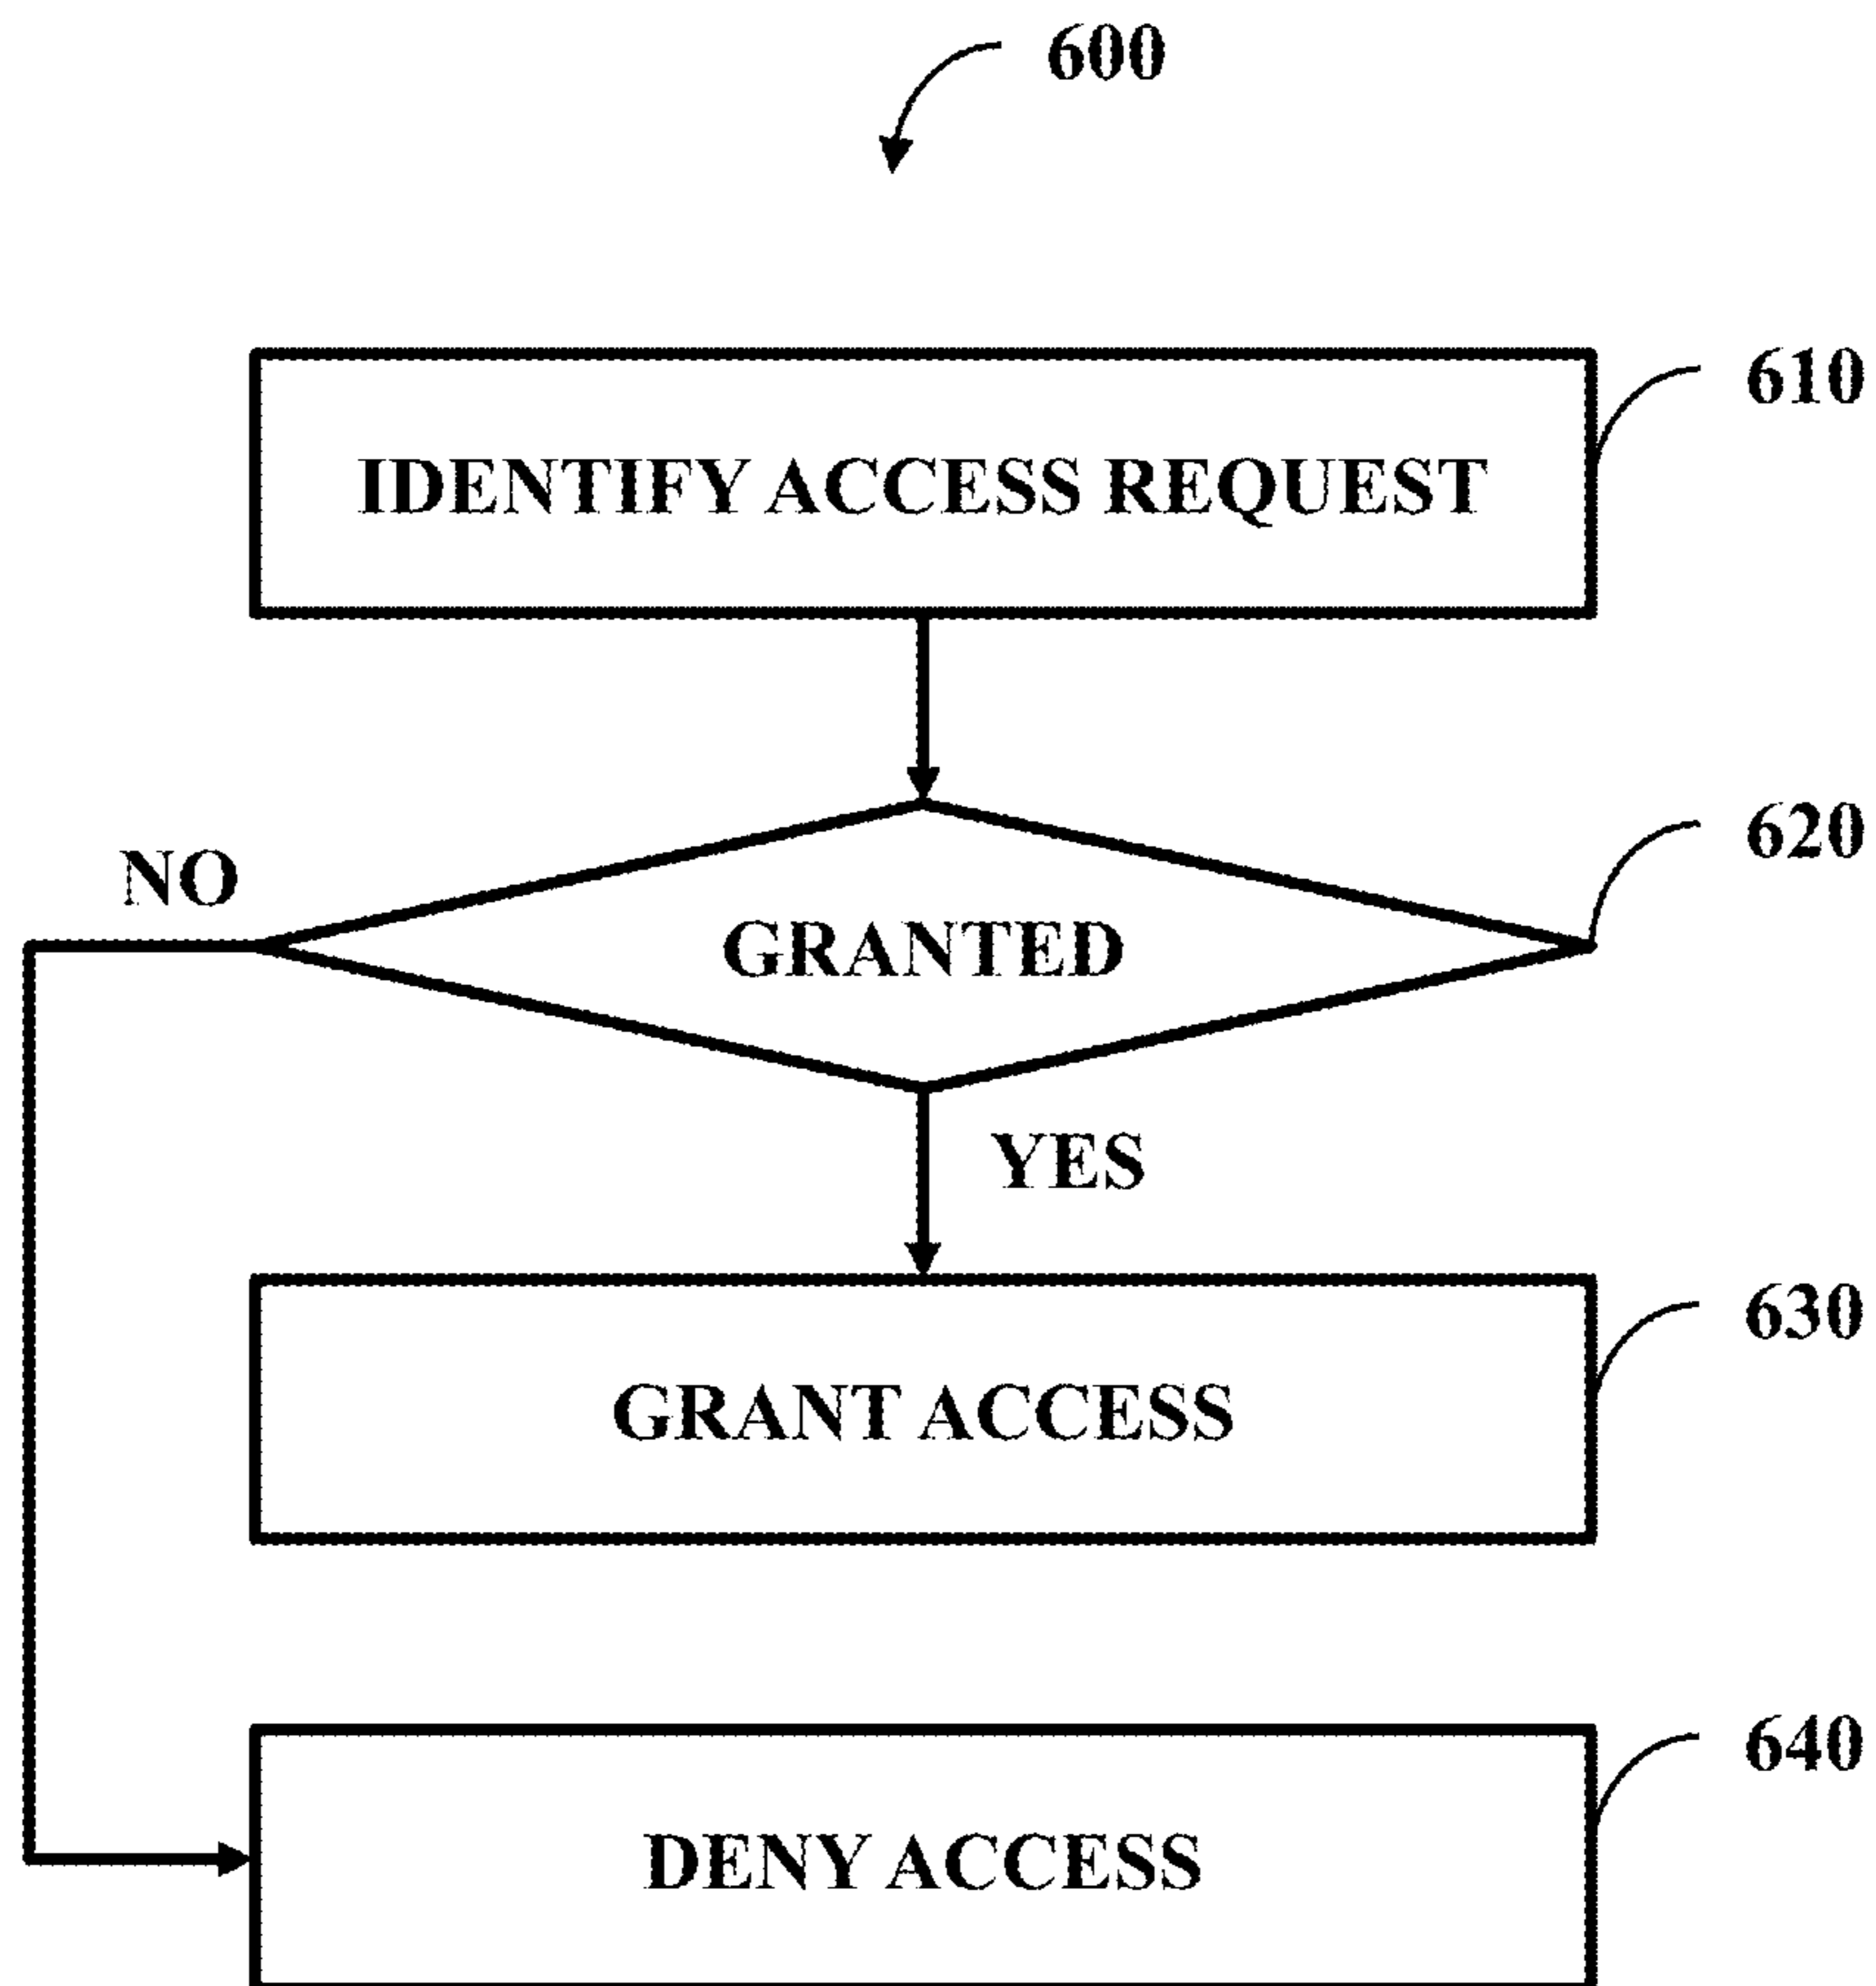 600
610
IDENTIFY ACCESS REQUEST
620
NO
GRANTED
YES
630
GRANT ACCESS
640
DENY ACCESS